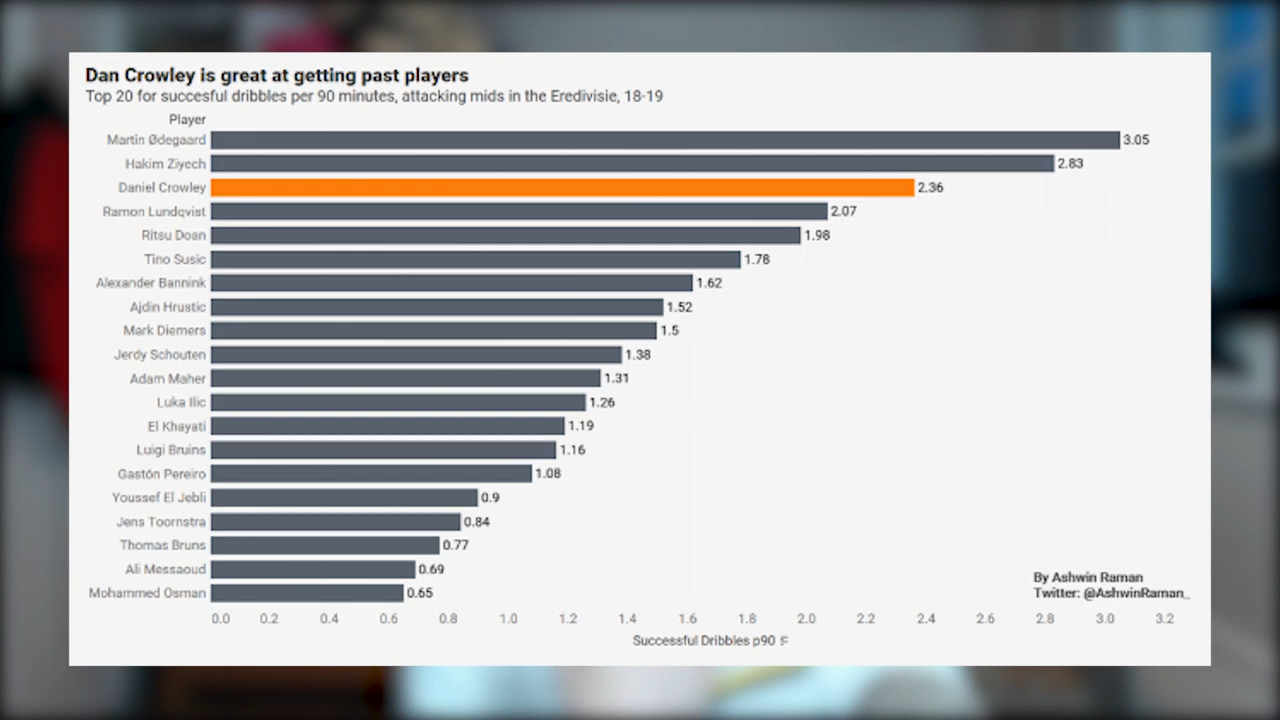 Dan Crowley is great at getting past players
Top 20 for succesful dribbles per 90 minutes, attacking mids in the Eredivisie, 18-19
Player
Martin Ødegaard 3.05
Hakim Ziyech 2.83
Daniel Crowley 2.36
Ramon Lundqvist 2.07
Ritsu Doan 1.98
Tino Susic 1.78
Alexander Bannink 1.62
Ajdin Hrustic 1.52
Mark Diemers 1.5
Jerdy Schouten 1.38
Adam Maher 1.31
Luka Ilic 1.26
El Khayati 1.19
Luigi Bruins 1.16
Gastón Pereiro 1.08
Youssef El Jebli 0.9
Jens Toornstra 0.84
Thomas Bruns 0.77
Ali Messaoud 0.69
Mohammed Osman 0.65
By Ashwin Raman
Twitter: @AshwinRaman_
0.0 0.2 0.4 0.6 0.8 1.0 1.2 1.4 1.6 1.8 2.0 2.2 2.4 2.6 2.8 3.0 3.2
Successful Dribbles p90